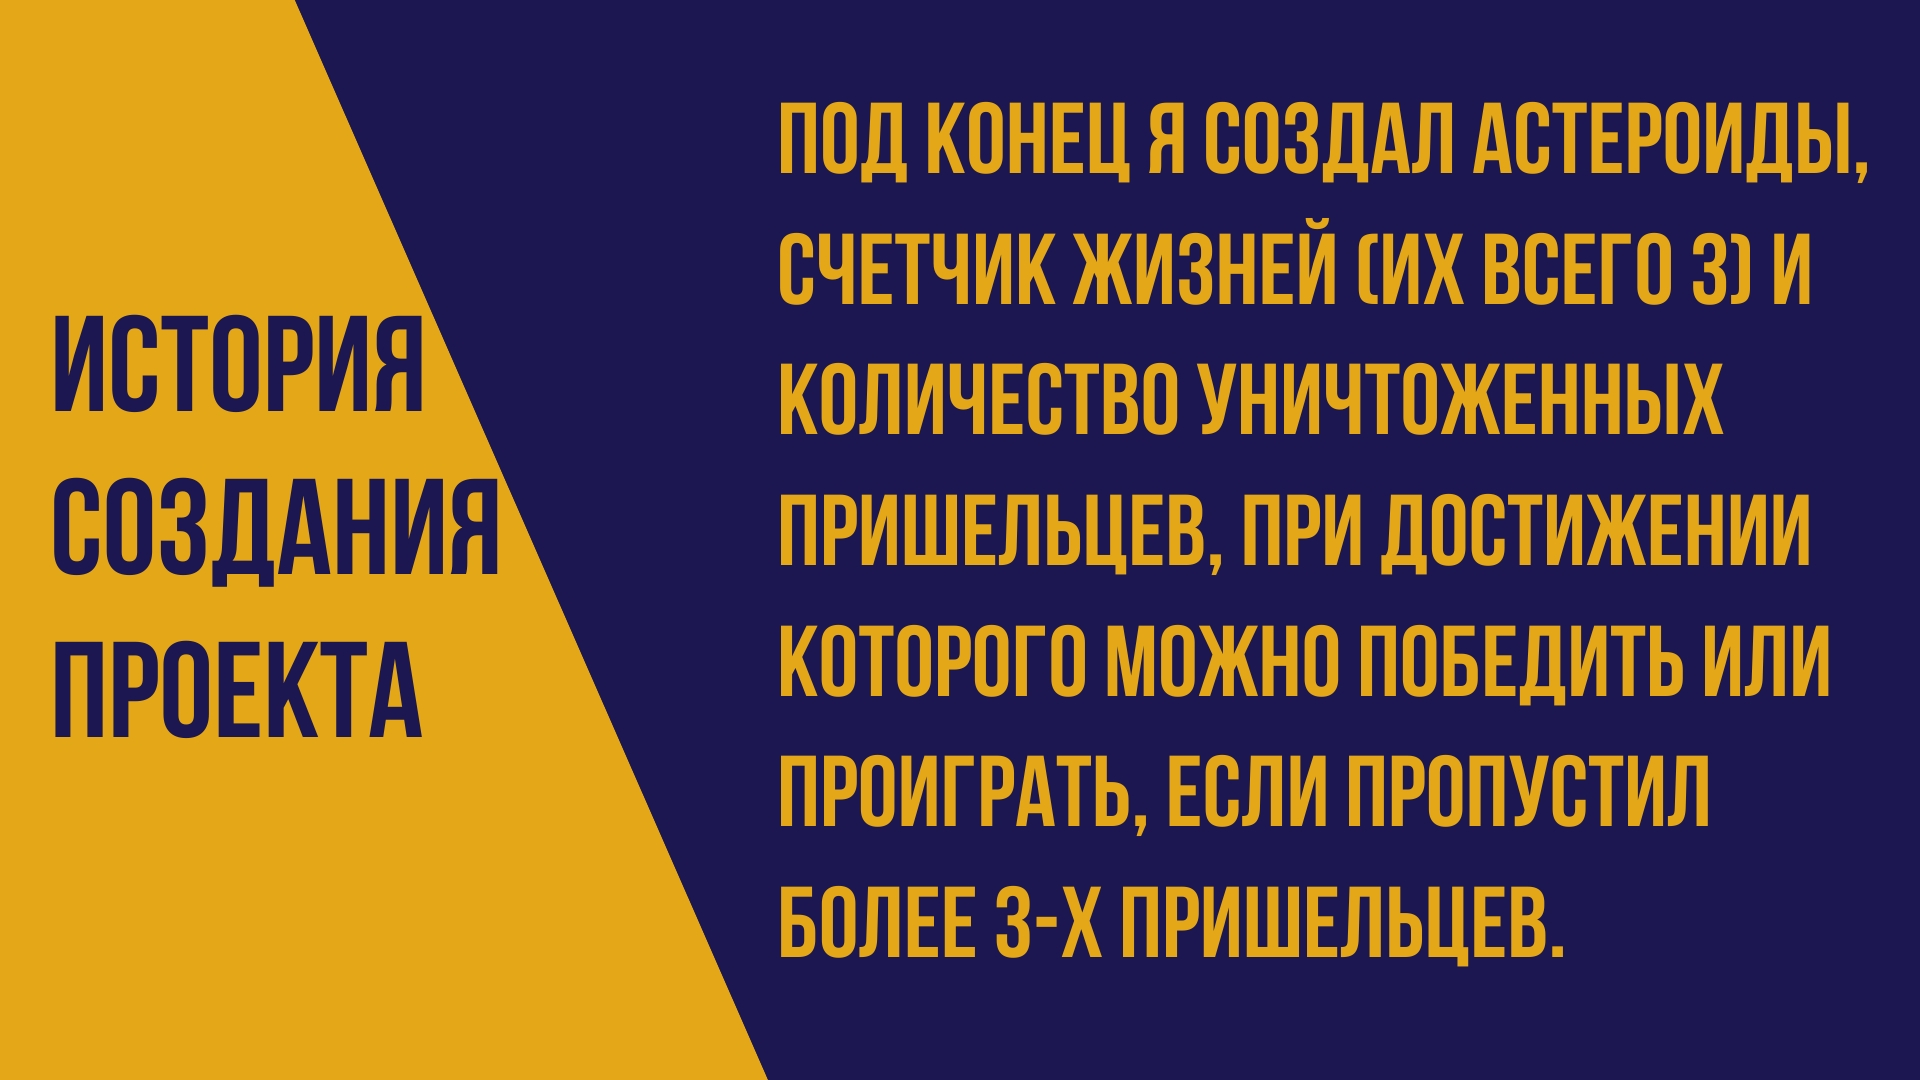 ИСТОРИЯ
СОЗДАНИЯ
ПРОЕКТА
ПОД КОНЕЦ Я СОЗДАЛ АСТЕРОИДЫ,
СЧЕТЧИК ЖИЗНЕЙ (ИХ ВСЕГО 3) И
КОЛИЧЕСТВО УНИЧТОЖЕННЫХ
ПРИШЕЛЬЦЕВ, ПРИ ДОСТИЖЕНИИ
КОТОРОГО МОЖНО ПОБЕДИТЬ ИЛИ
ПРОИГРАТЬ, ЕСЛИ ПРОПУСТИЛ
БОЛЕЕ 3-Х ПРИШЕЛЬЦЕВ.